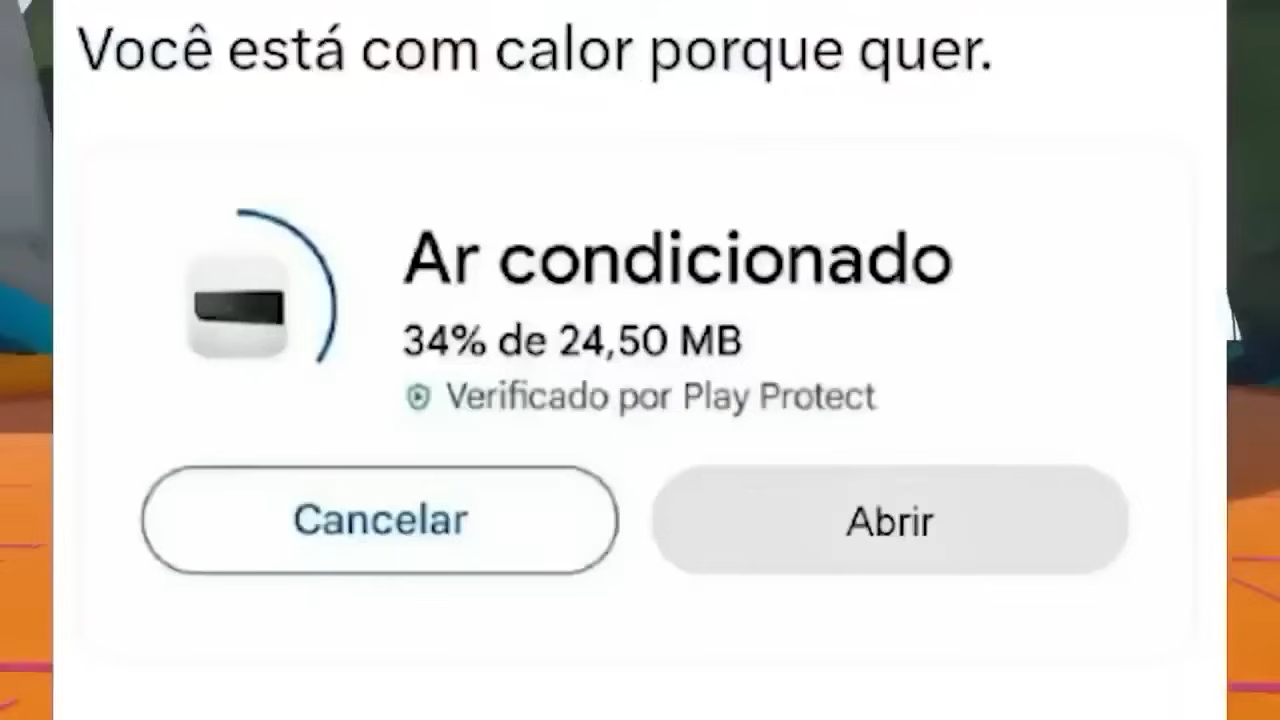 Você está com calor porque quer.
Ar condicionado
34% de 24,50 MB
Verificado por Play Protect
Cancelar
Abrir